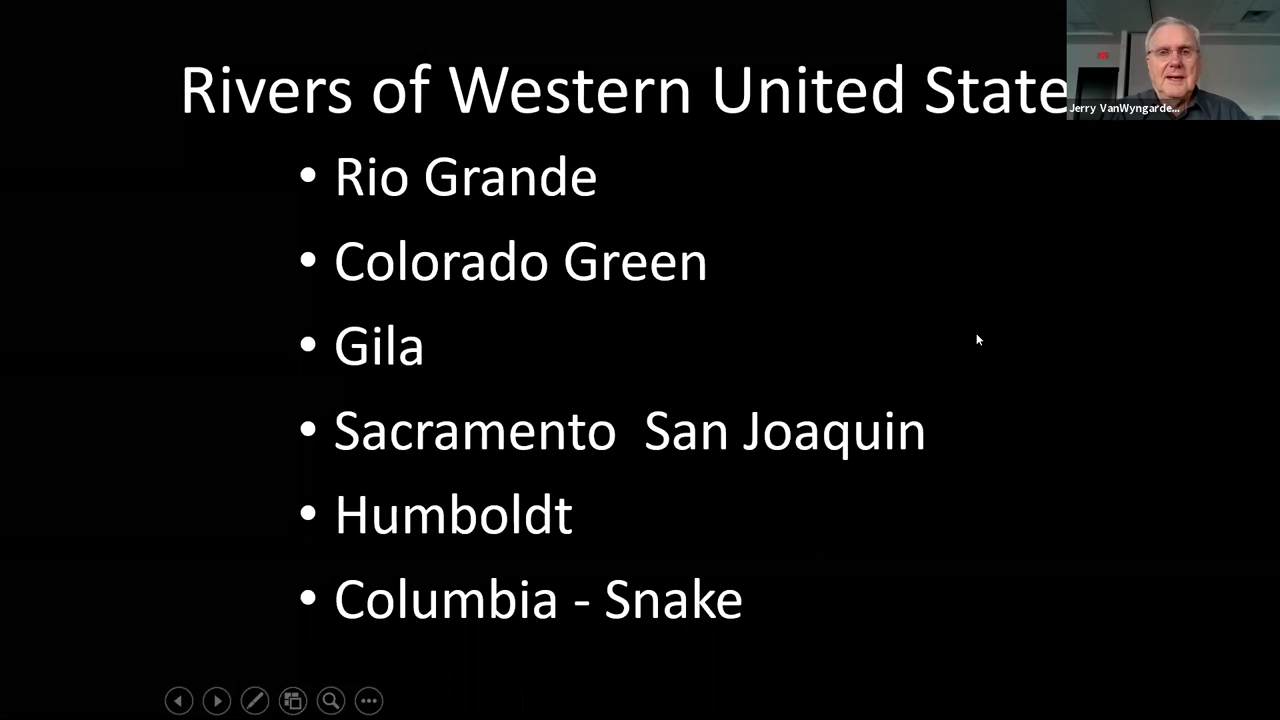 Rivers of Western United State
Jerry VanWyngarde...
• Rio Grande
• Colorado Green
• Gila
• Sacramento  San Joaquin
• Humboldt
• Columbia - Snake